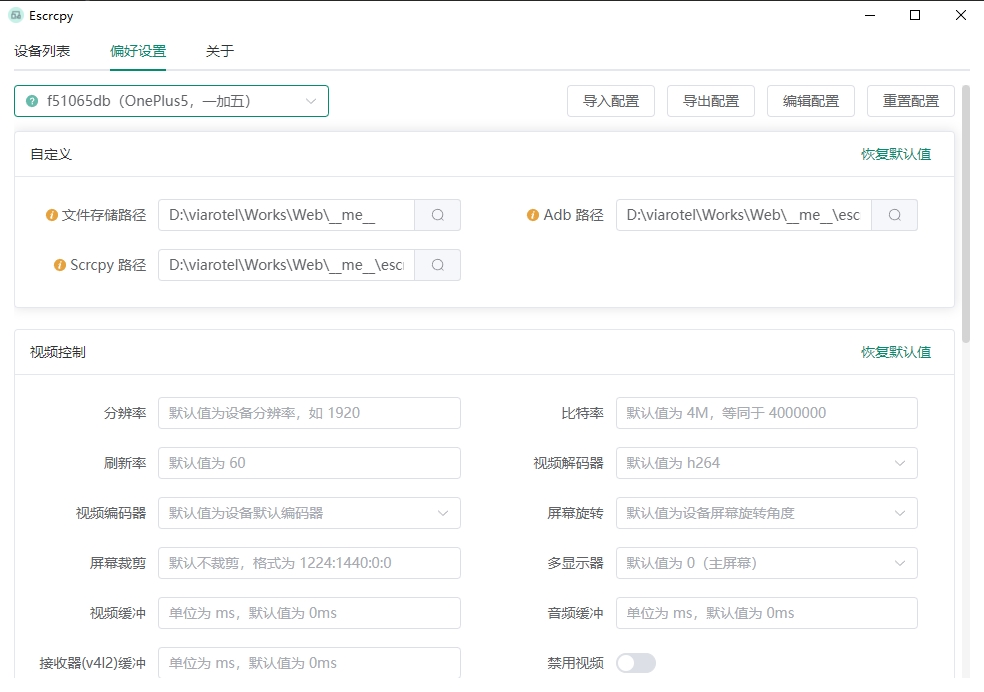 Escrcpy
设备列表 偏好设置 关于
f51065db（OnePlus5，一加五） 导入配置 导出配置 编辑配置 重置配置
自定义 恢复默认值
文件存储路径 D:\viarotel\Works\Web\__me__ Adb 路径 D:\viarotel\Works\Web\__me__\esc
Scrcpy 路径 D:\viarotel\Works\Web\__me__\escr
视频控制 恢复默认值
分辨率 默认值为设备分辨率，如 1920 比特率 默认值为 4M，等同于 4000000
刷新率 默认值为 60 视频解码器 默认值为 h264
视频编码器 默认值为设备默认编码器 屏幕旋转 默认值为设备屏幕旋转角度
屏幕裁剪 默认不裁剪，格式为 1224:1440:0:0 多显示器 默认值为 0（主屏幕）
视频缓冲 单位为 ms，默认值为 0ms 音频缓冲 单位为 ms，默认值为 0ms
接收器(v4l2)缓冲 单位为 ms，默认值为 0ms 禁用视频